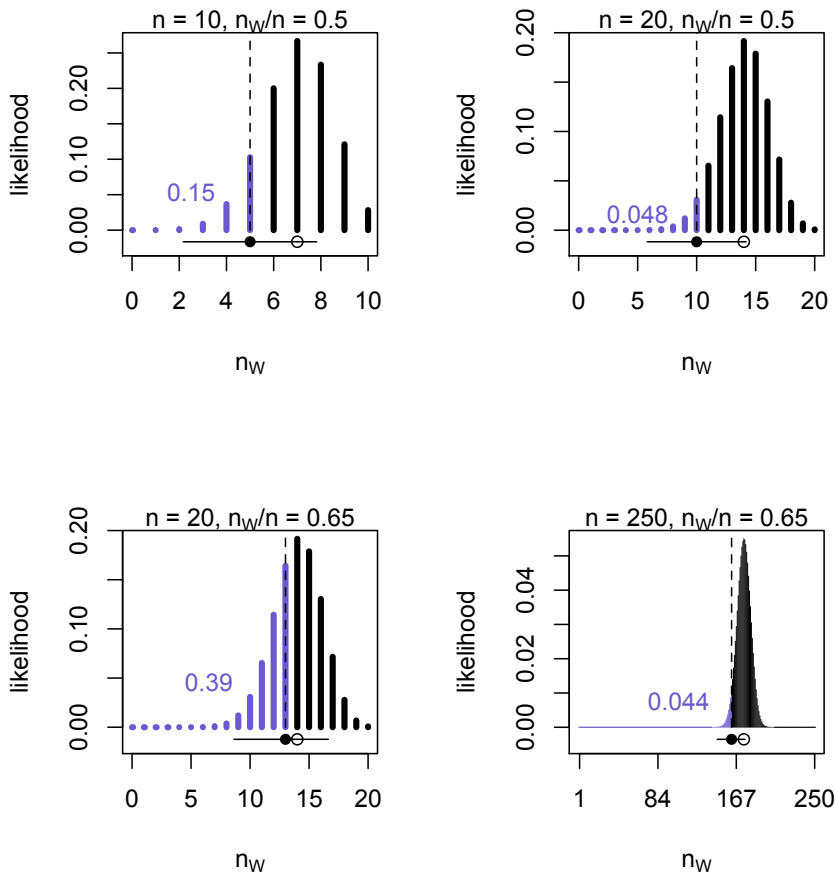 n = 10, nW/n = 0.5
likelihood
0.00
0.10
0.20
0.15
0 2 4 6 8 10
nW
n = 20, nW/n = 0.5
likelihood
0.00
0.10
0.20
0.048
0 5 10 15 20
nW
n = 20, nW/n = 0.65
likelihood
0.00
0.10
0.20
0.39
0 5 10 15 20
nW
n = 250, nW/n = 0.65
likelihood
0.00
0.02
0.04
0.044
1 84 167 250
nW